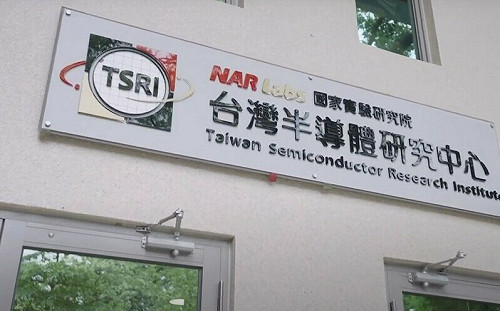 TSRI
NAR Labs 國家實驗研究院
台灣半導體研究中心
Taiwan Semiconductor Research Institute